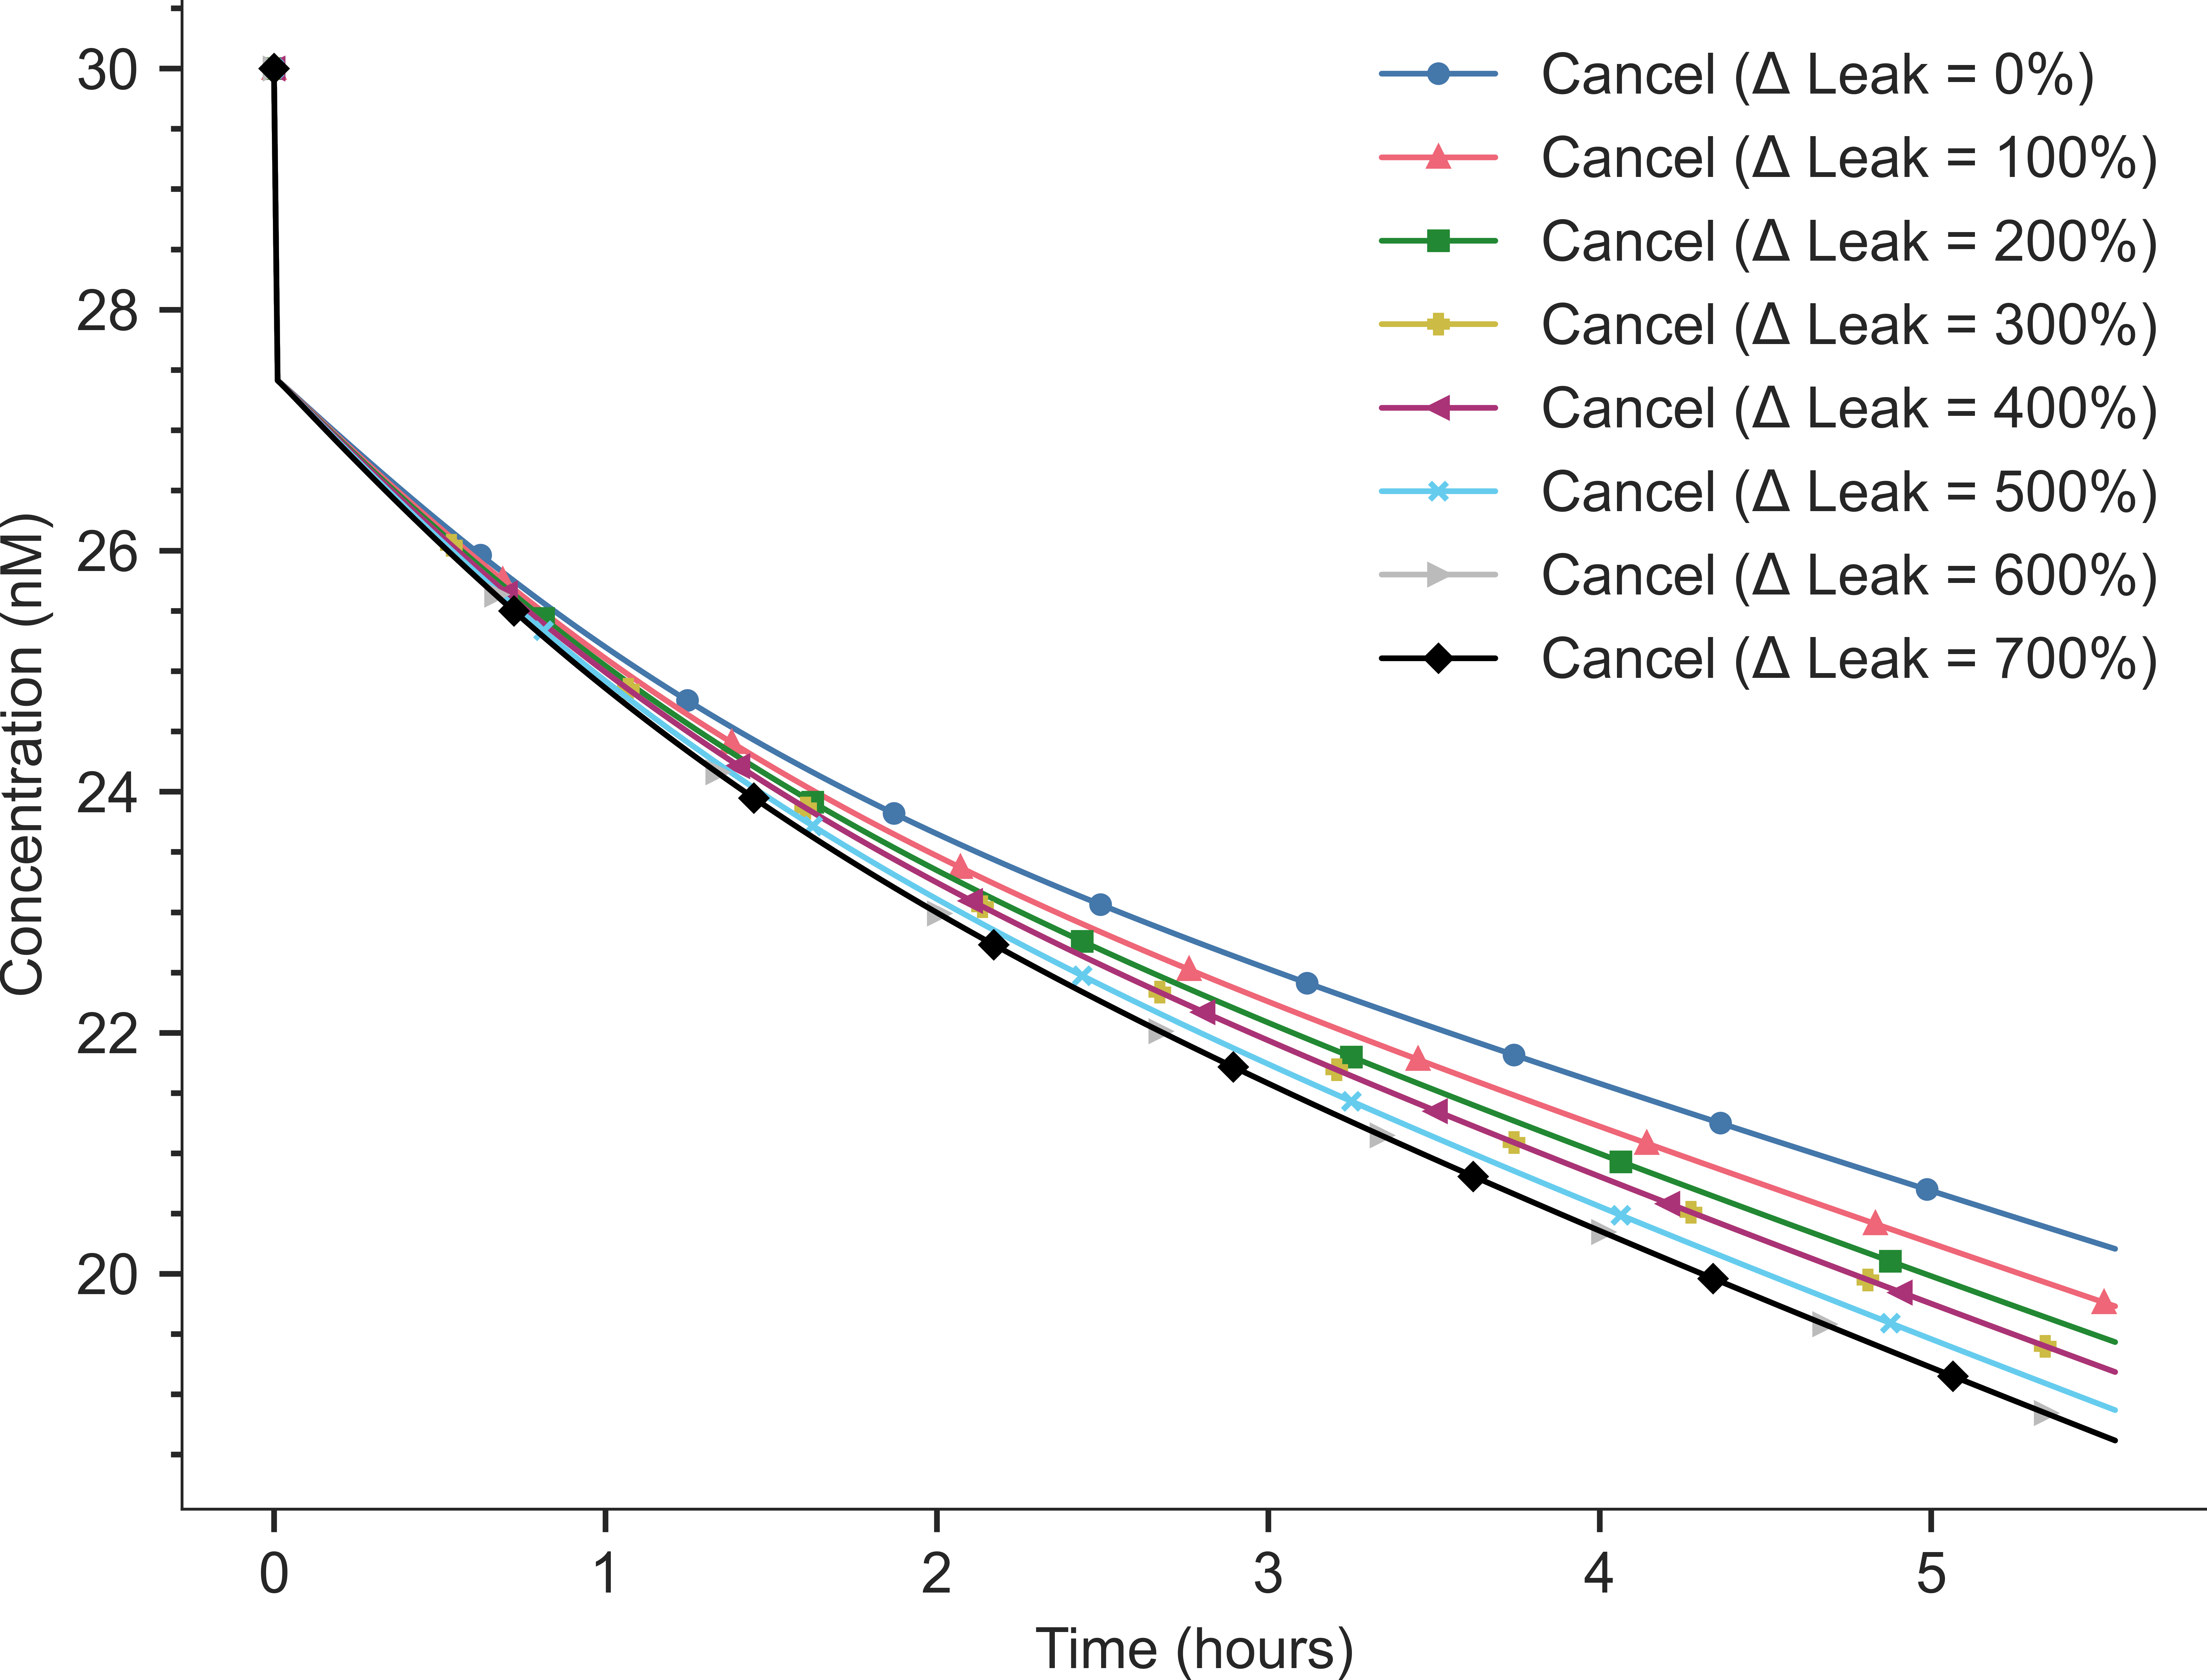 30
28
26
24
22
20
Concentration (nM)
Cancel (Δ Leak = 0%)
Cancel (Δ Leak = 100%)
Cancel (Δ Leak = 200%)
Cancel (Δ Leak = 300%)
Cancel (Δ Leak = 400%)
Cancel (Δ Leak = 500%)
Cancel (Δ Leak = 600%)
Cancel (Δ Leak = 700%)
0 1 2 3 4 5
Time (hours)